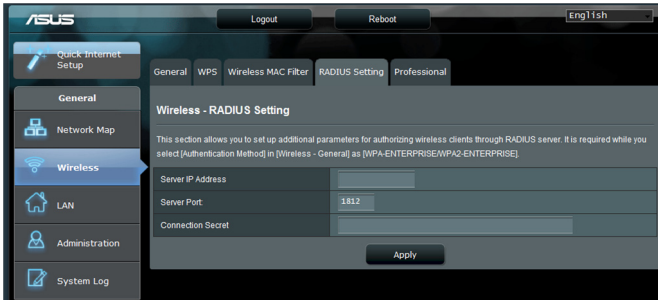 ASUS
Logout
Reboot
English
Quick Internet
Setup
General
WPS
Wireless MAC Filter
RADIUS Setting
Professional
General
Network Map
Wireless
LAN
Administration
System Log
Wireless - RADIUS Setting
This section allows you to set up additional parameters for authorizing wireless clients through RADIUS server. It is required while you
select [Authentication Method] in [Wireless - General] as [WPA-ENTERPRISE/WPA2-ENTERPRISE].
Server IP Address
Server Port
1812
Connection Secret
Apply